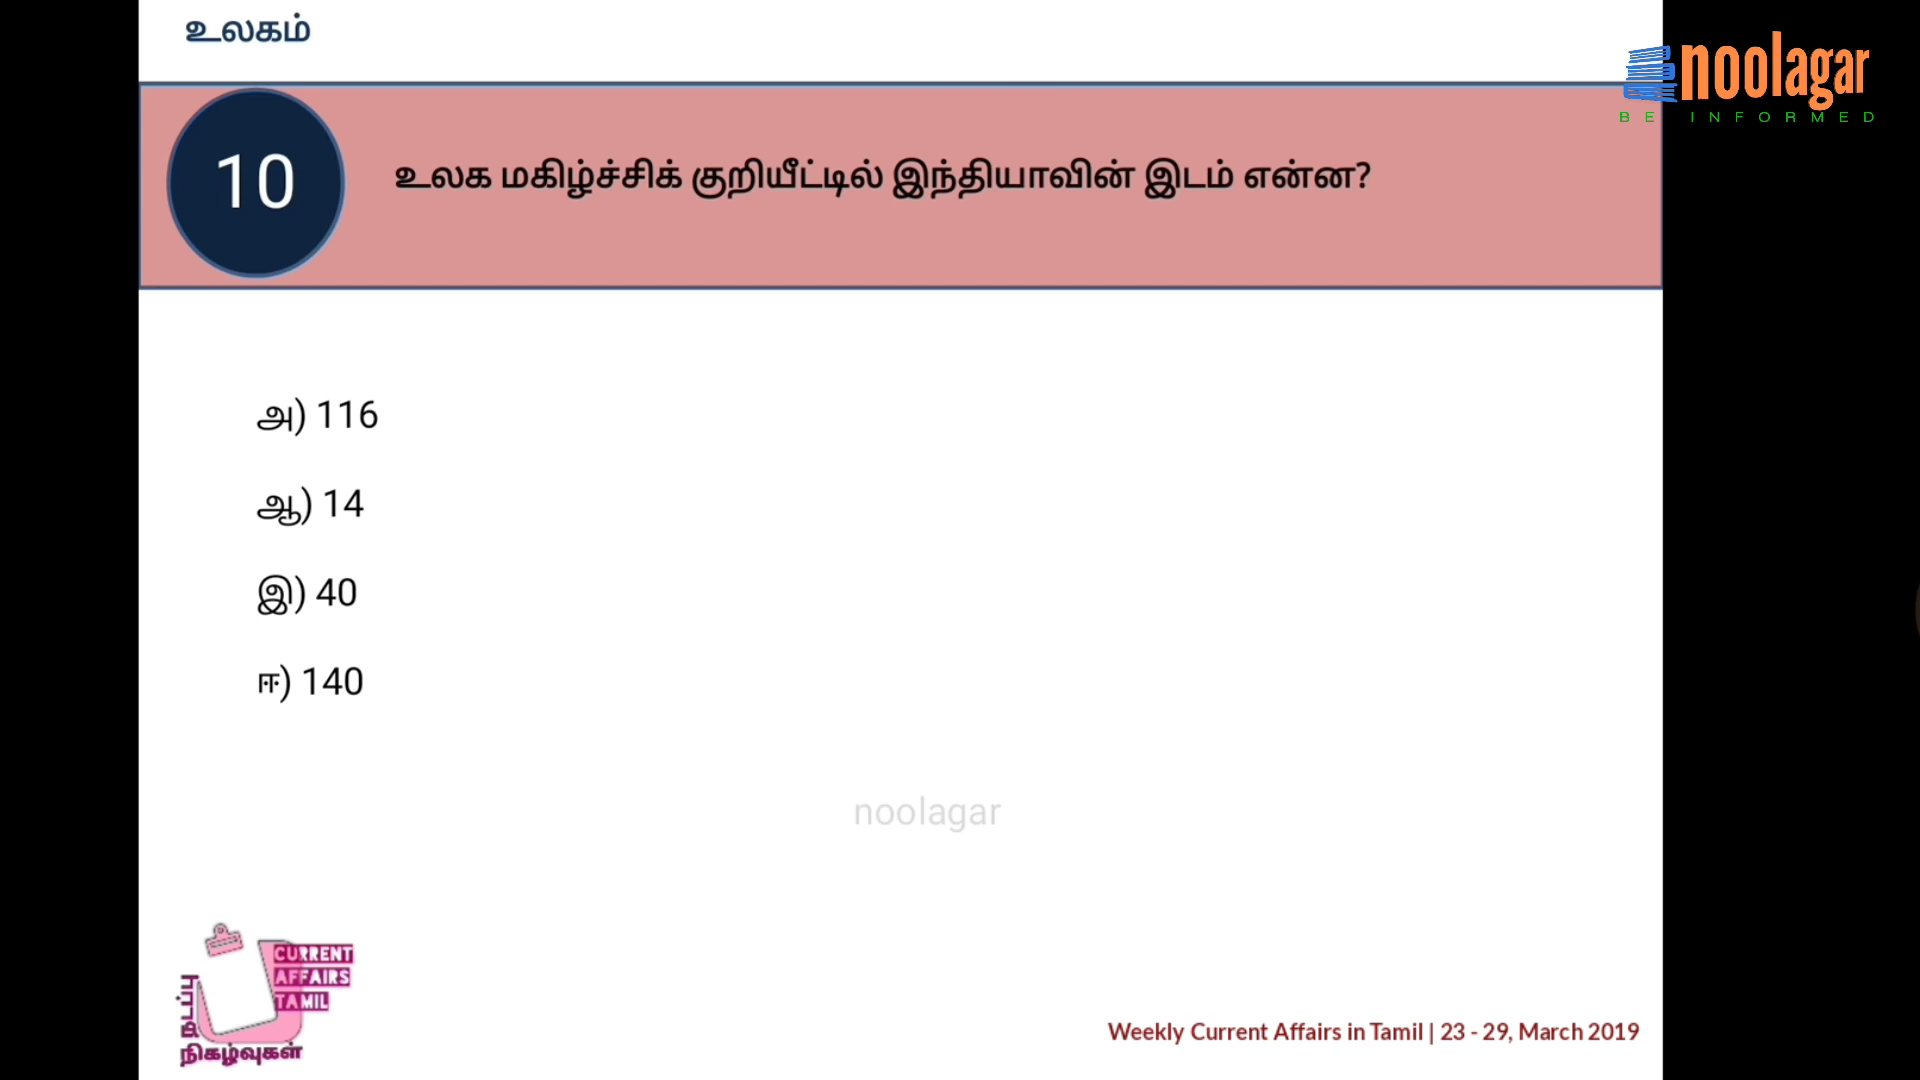 உலகம்
noolagar
BE INFORMED
10
உலக மகிழ்ச்சிக் குறியீட்டில் இந்தியாவின் இடம் என்ன?
அ) 116
ஆ) 14
இ) 40
ஈ) 140
noolagar
CURRENT
AFFAIRS
TAMIL
நடப்பு
நிகழ்வுகள்
Weekly Current Affairs in Tamil | 23 - 29, March 2019